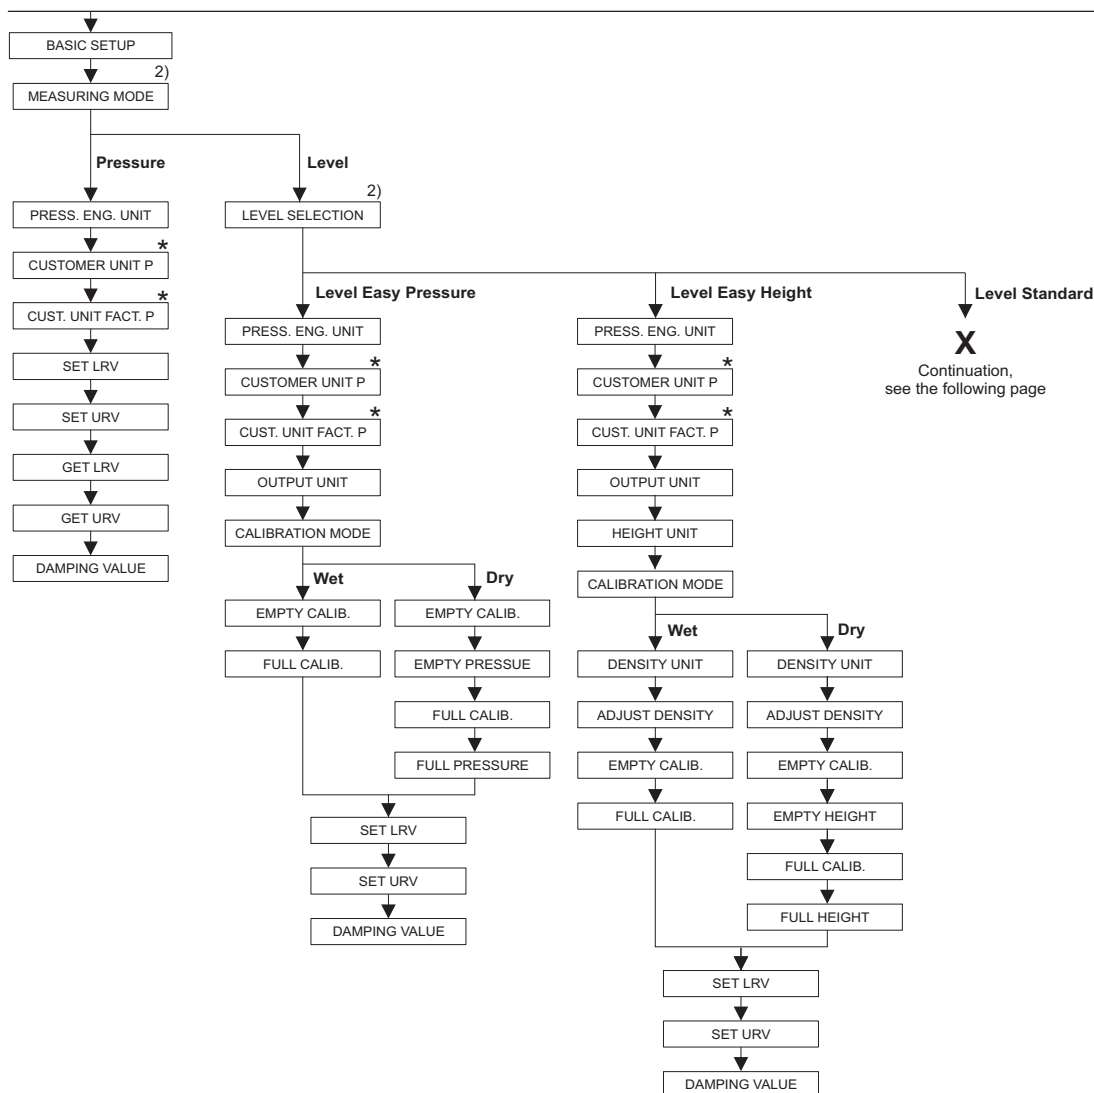 BASIC SETUP
2)
MEASURING MODE
Pressure
Level
2)
PRESS. ENG. UNIT
LEVEL SELECTION
*
CUSTOMER UNIT P
*
CUST. UNIT FACT. P
SET LRV
SET URV
GET LRV
GET URV
DAMPING VALUE
Level Easy Pressure
PRESS. ENG. UNIT
*
CUSTOMER UNIT P
*
CUST. UNIT FACT. P
OUTPUT UNIT
CALIBRATION MODE
Wet
EMPTY CALIB.
FULL CALIB.
Dry
EMPTY CALIB.
EMPTY PRESSUE
FULL CALIB.
FULL PRESSURE
SET LRV
SET URV
DAMPING VALUE
Level Easy Height
PRESS. ENG. UNIT
*
CUSTOMER UNIT P
*
CUST. UNIT FACT. P
OUTPUT UNIT
HEIGHT UNIT
CALIBRATION MODE
Wet
DENSITY UNIT
ADJUST DENSITY
EMPTY CALIB.
FULL CALIB.
Dry
DENSITY UNIT
ADJUST DENSITY
EMPTY CALIB.
EMPTY HEIGHT
FULL CALIB.
FULL HEIGHT
SET LRV
SET URV
DAMPING VALUE
Level Standard
X
Continuation,
see the following page